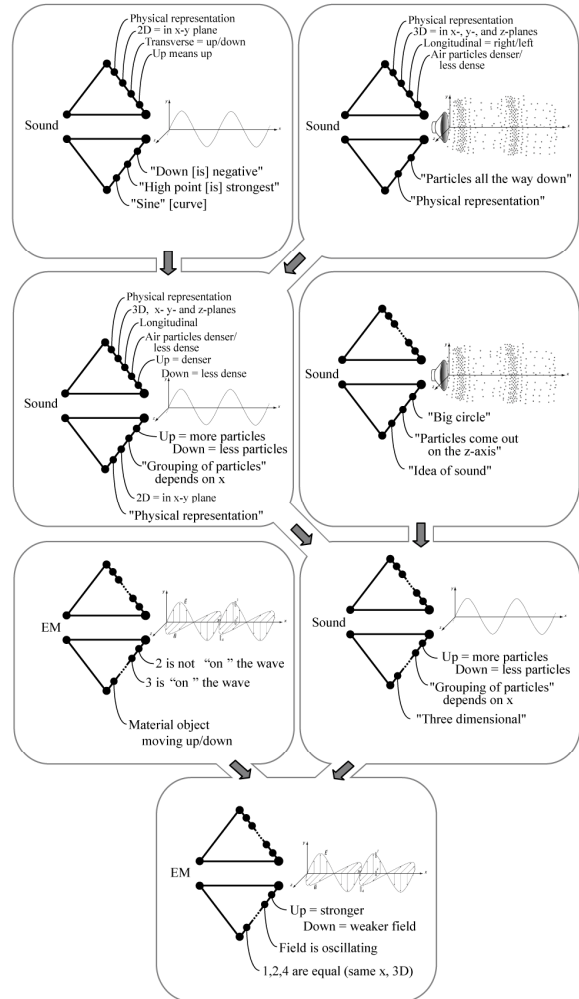 Physical representation
2D = in x-y plane
Transverse = up/down
Up means up
Sound
"Down [is] negative"
"High point [is] strongest"
"Sine" [curve]
Physical representation
3D = in x-, y-, and z-planes
Longitudinal = right/left
Air particles denser/
less dense
Sound
"Particles all the way down"
"Physical representation"
Physical representation
3D, x- y- and z-planes
Longitudinal
Air particles denser/
less dense
Up = denser
Down = less dense
Sound
Up = more particles
Down = less particles
"Grouping of particles"
depends on x
2D = in x-y plane
"Physical representation"
Sound
"Big circle"
"Particles come out
on the z-axis"
"Idea of sound"
EM
2 is not "on" the wave
3 is "on" the wave
Material object
moving up/down
Sound
Up = more particles
Down = less particles
"Grouping of particles"
depends on x
"Three dimensional"
EM
Up = stronger
Down = weaker field
Field is oscillating
1,2,4 are equal (same x, 3D)